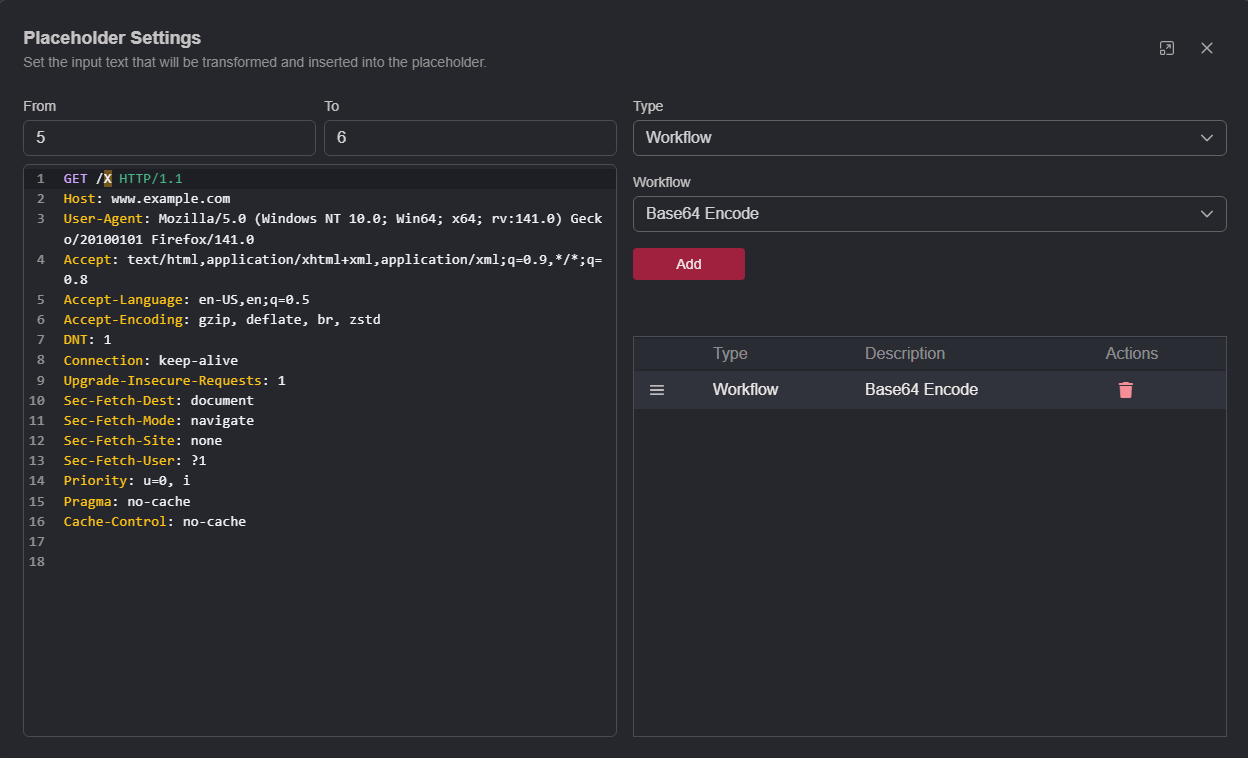 Placeholder Settings
Set the input text that will be transformed and inserted into the placeholder.
From
To
5
6
1 GET /X HTTP/1.1
2 Host: www.example.com
3 User-Agent: Mozilla/5.0 (Windows NT 10.0; Win64; x64; rv:141.0) Geck
o/20100101 Firefox/141.0
4 Accept: text/html,application/xhtml+xml,application/xml;q=0.9,*/*;q=
0.8
5 Accept-Language: en-US,en;q=0.5
6 Accept-Encoding: gzip, deflate, br, zstd
7 DNT: 1
8 Connection: keep-alive
9 Upgrade-Insecure-Requests: 1
10 Sec-Fetch-Dest: document
11 Sec-Fetch-Mode: navigate
12 Sec-Fetch-Site: none
13 Sec-Fetch-User: ?1
14 Priority: u=0, i
15 Pragma: no-cache
16 Cache-Control: no-cache
17
18
Type
Workflow
Workflow
Base64 Encode
Add
Type Description Actions
Workflow Base64 Encode